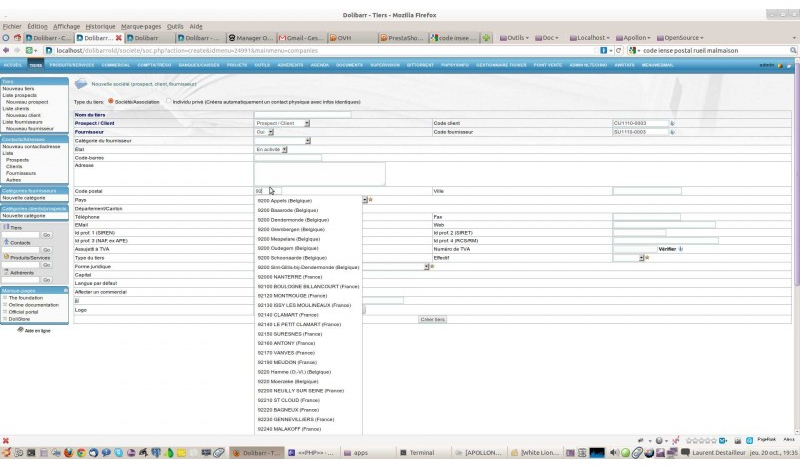 Dolibarr - Tiers - Mozilla Firefox
Fichier Édition Affichage Historique Marque-pages Outils Aide
Dolibarr - C... Dolibarr... Dolibarr Dolibarr - ... Manager O... Gmail - Ges... OVH PrestaSho... code insee ... Outils Doc Localhost Apollon OpenSource
localhost/dolibarrold/societe/soc.php?action=create&idmenu=24991&mainmenu=companies code insee postal rueil malmaison
ACCUEIL TIERS PRODUITS/SERVICES COMMERCIAL COMPTA/TRÉSO BANQUES/CAISSES PROJETS OUTILS ADHÉRENTS AGENDA DOCUMENTS SUPERVISION BITTORRENT PHPSYSINFO POINT VENTE ADMIN NLTECHNO AWSTATS admin
Tiers
Nouveau tiers
Liste prospects
Nouveau prospect
Liste clients
Nouveau client
Liste fournisseurs
Nouveau fournisseur
Contacts/Adresses
Nouveau contact/adresse
Liste
Prospects
Clients
Fournisseurs
Autres
Catégories fournisseurs
Nouvelle catégorie
Catégories clients/prospects
Nouvelle catégorie
Tiers
Go
Contacts
Go
Produits/Services
Go
Adhérents
Go
Marque-pages
The foundation
Online documentation
Official portal
DoliStore
Aide en ligne
Nouvelle société (prospect, client, fournisseur)
Type du tiers: Société/Association Individu privé (Créera automatiquement un contact physique avec infos identiques)
Nom du tiers
Prospect / Client Prospect / Client Code client CU1110-0003
Fournisseur Oui Code fournisseur SU1110-0003
Catégorie du fournisseur
État En activité
Code-barres
Adresse
Code postal 92 Ville
Pays
Département/Canton
Téléphone Fax
EMail Web
Id prof. 1 (SIREN) Id prof. 2 (SIRET)
Id prof. 3 (NAF, ex APE) Id prof. 4 (RCS/RM)
Assujetti à TVA Numéro de TVA Vérifier
Type du tiers Effectif
Forme juridique
Capital
Langue par défaut
Affecter un commercial
Logo
Créer tiers
9200 Appels (Belgique)
9200 Baasrode (Belgique)
9200 Dendermonde (Belgique)
9200 Grembergen (Belgique)
9200 Mespelare (Belgique)
9200 Oudegem (Belgique)
9200 Schoonaarde (Belgique)
9200 Sint-Gillis-bij-Dendermonde (Belgique)
92000 NANTERRE (France)
92100 BOULOGNE BILLANCOURT (France)
92120 MONTROUGE (France)
92130 ISSY LES MOULINEAUX (France)
92140 CLAMART (France)
92140 LE PETIT CLAMART (France)
92150 SURESNES (France)
92160 ANTONY (France)
92170 VANVES (France)
92190 MEUDON (France)
9220 Hamme (O.-Vl.) (Belgique)
9220 Moerzeke (Belgique)
92200 NEUILLY SUR SEINE (France)
92210 ST CLOUD (France)
92220 BAGNEUX (France)
92230 GENNEVILLIERS (France)
92240 MALAKOFF (France)
PageRank Alexa
Dolibarr - T... <=PHP>> - ... apps Terminal [APOLLON... [White Lion... Laurent Destailleur jeu. 20 oct., 19:35